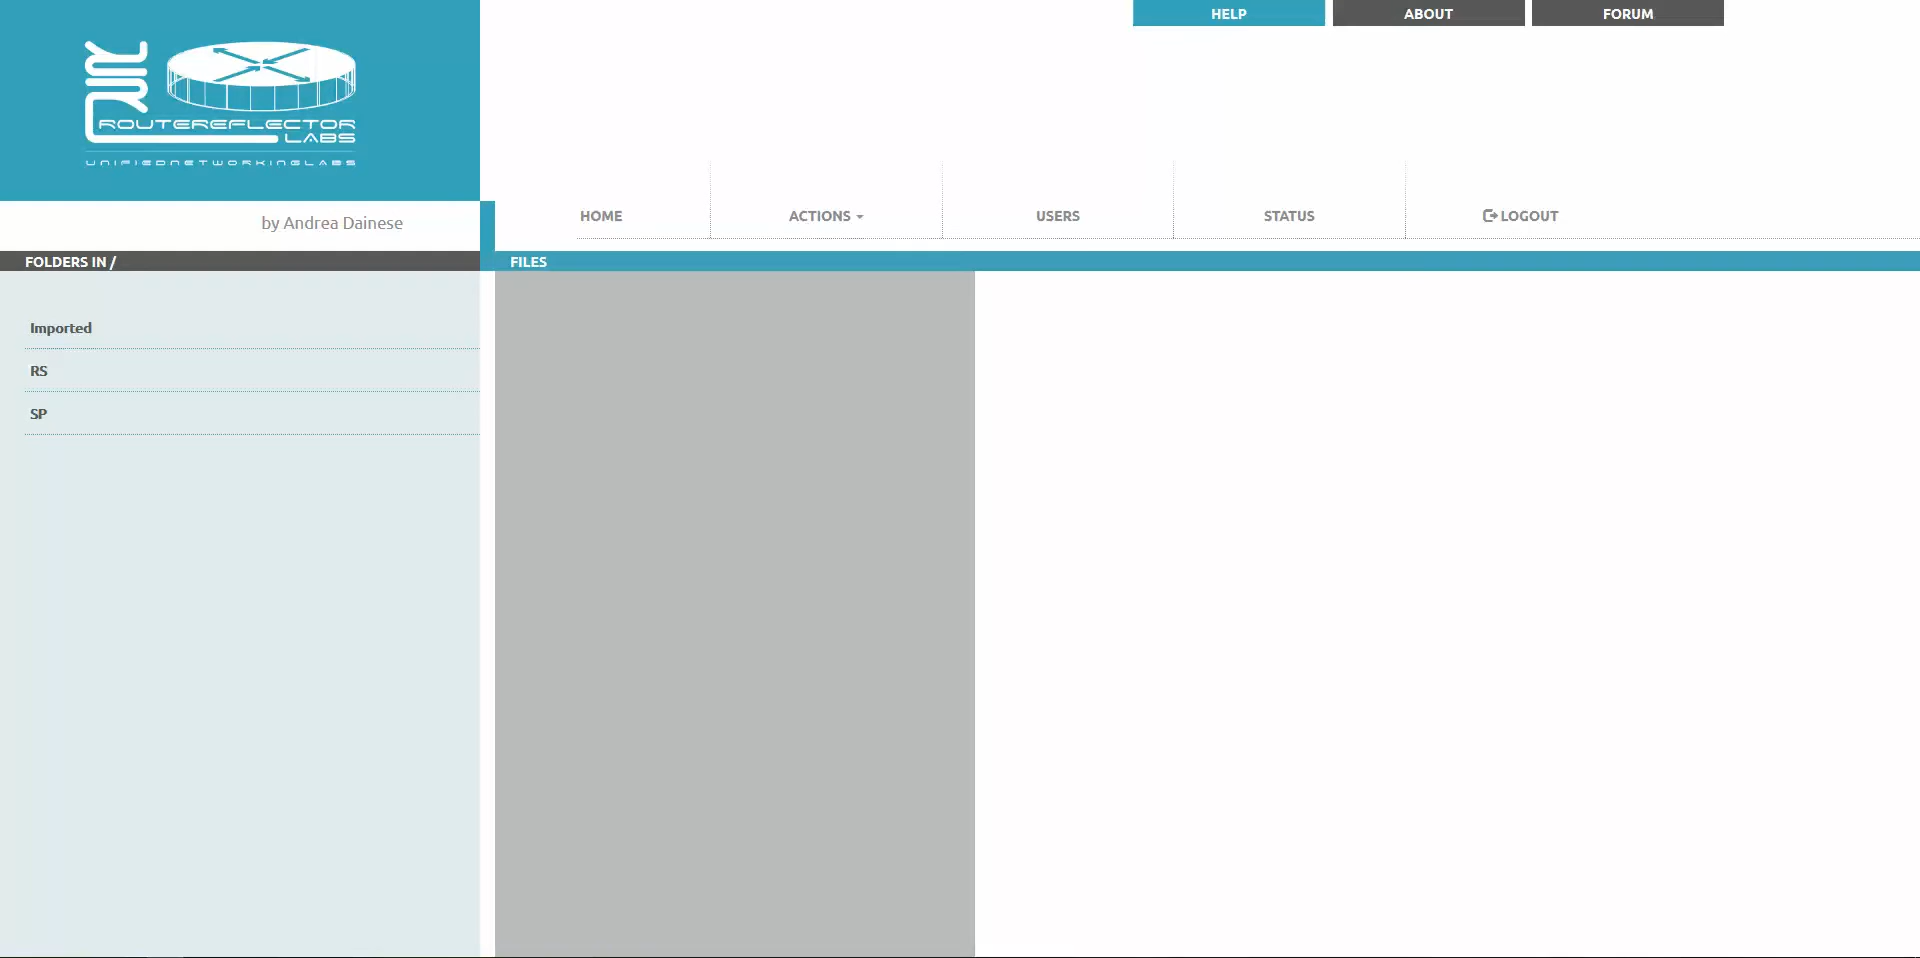 HELP ABOUT FORUM
ROUTEREFLECTOR
LABS
UNIFIEDNETWORKINGLABS
HOME ACTIONS USERS STATUS LOGOUT
by Andrea Dainese
FOLDERS IN / FILES
Imported
RS
SP